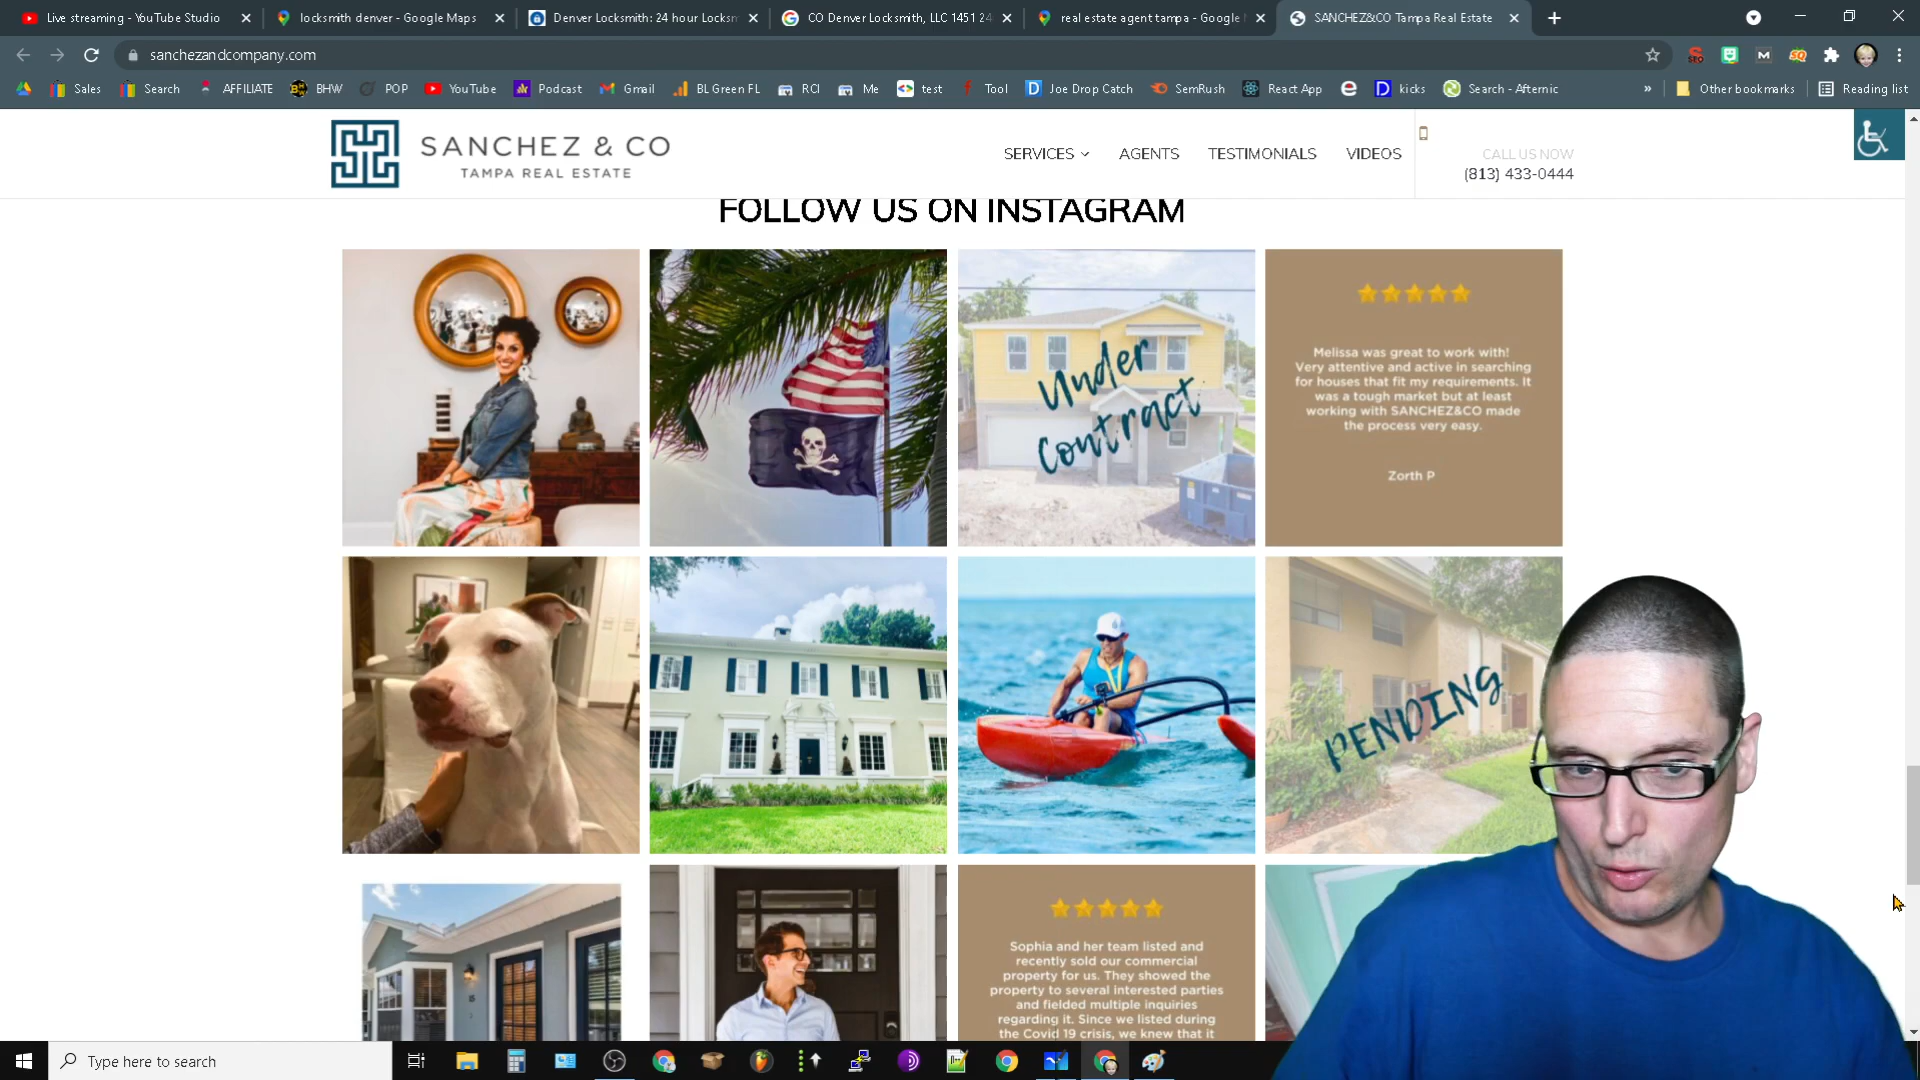 Live streaming - YouTube Studio
locksmith denver - Google Maps
Denver Locksmith: 24 hour Locksm
CO Denver Locksmith, LLC 1451 24
real estate agent tampa - Google
SANCHEZ&CO Tampa Real Estate
sanchezandcompany.com
Sales
Search
AFFILIATE
BHW
POP
YouTube
Podcast
Gmail
BL Green FL
RCI
Me
test
Tool
Joe Drop Catch
SemRush
React App
kicks
Search - Afternic
»
Other bookmarks
Reading list
SANCHEZ & CO
TAMPA REAL ESTATE
SERVICES
AGENTS
TESTIMONIALS
VIDEOS
CALL US NOW
(813) 433-0444
FOLLOW US ON INSTAGRAM
Under
Contract
Melissa was great to work with!
Very attentive and active in searching
for houses that fit my requirements. It
was a tough market but at least
working with SANCHEZ&CO made
the process very easy.
Zorth P
PENDING
Sophia and her team listed and
recently sold our commercial
property for us. They showed the
property to several interested parties
and fielded multiple inquiries
regarding it. Since we listed during
the Covid 19 crisis, we knew that it
Type here to search